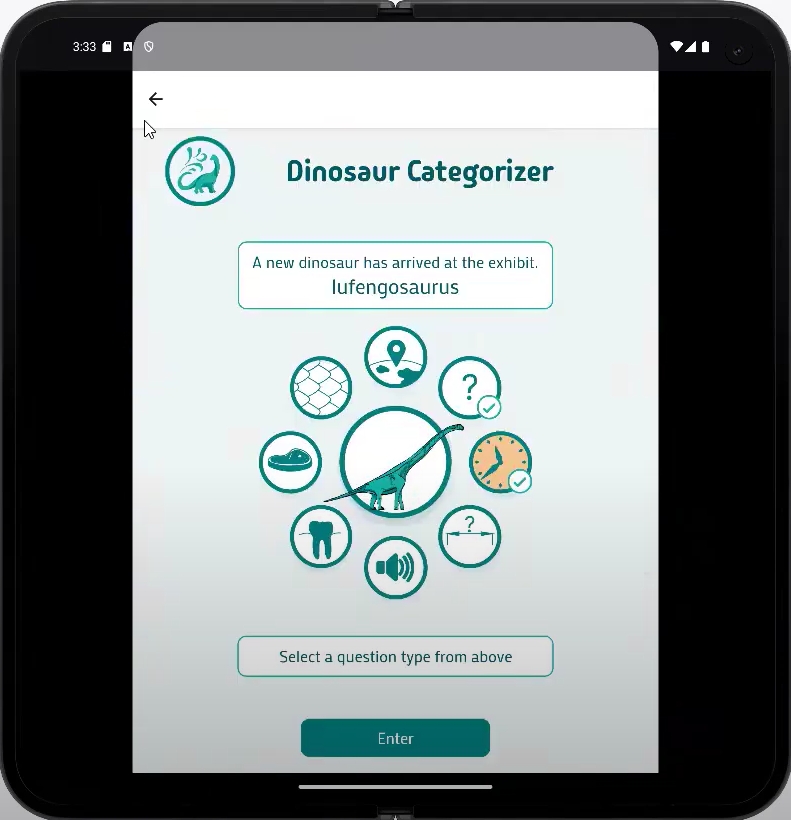 3:33
A
Dinosaur Categorizer
A new dinosaur has arrived at the exhibit.
lufengosaurus
?
?
Select a question type from above
Enter